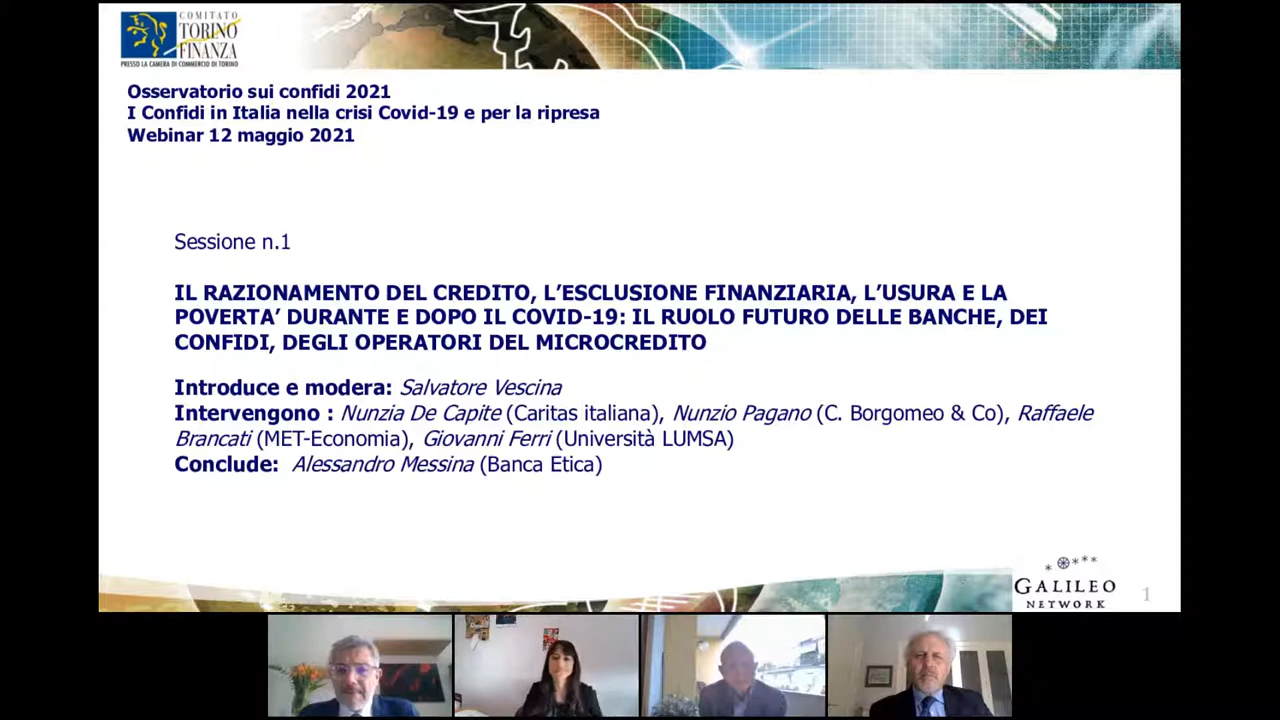 COMITATO
TORINO
FINANZA
PRESSO LA CAMERA DI COMMERCIO DI TORINO
Osservatorio sui confidi 2021
I Confidi in Italia nella crisi Covid-19 e per la ripresa
Webinar 12 maggio 2021
Sessione n.1
IL RAZIONAMENTO DEL CREDITO, L’ESCLUSIONE FINANZIARIA, L’USURA E LA
POVERTA’ DURANTE E DOPO IL COVID-19: IL RUOLO FUTURO DELLE BANCHE, DEI
CONFIDI, DEGLI OPERATORI DEL MICROCREDITO
Introduce e modera: Salvatore Vescina
Intervengono : Nunzia De Capite (Caritas italiana), Nunzio Pagano (C. Borgomeo & Co), Raffaele
Brancati (MET-Economia), Giovanni Ferri (Università LUMSA)
Conclude: Alessandro Messina (Banca Etica)
GALILEO
NETWORK
1